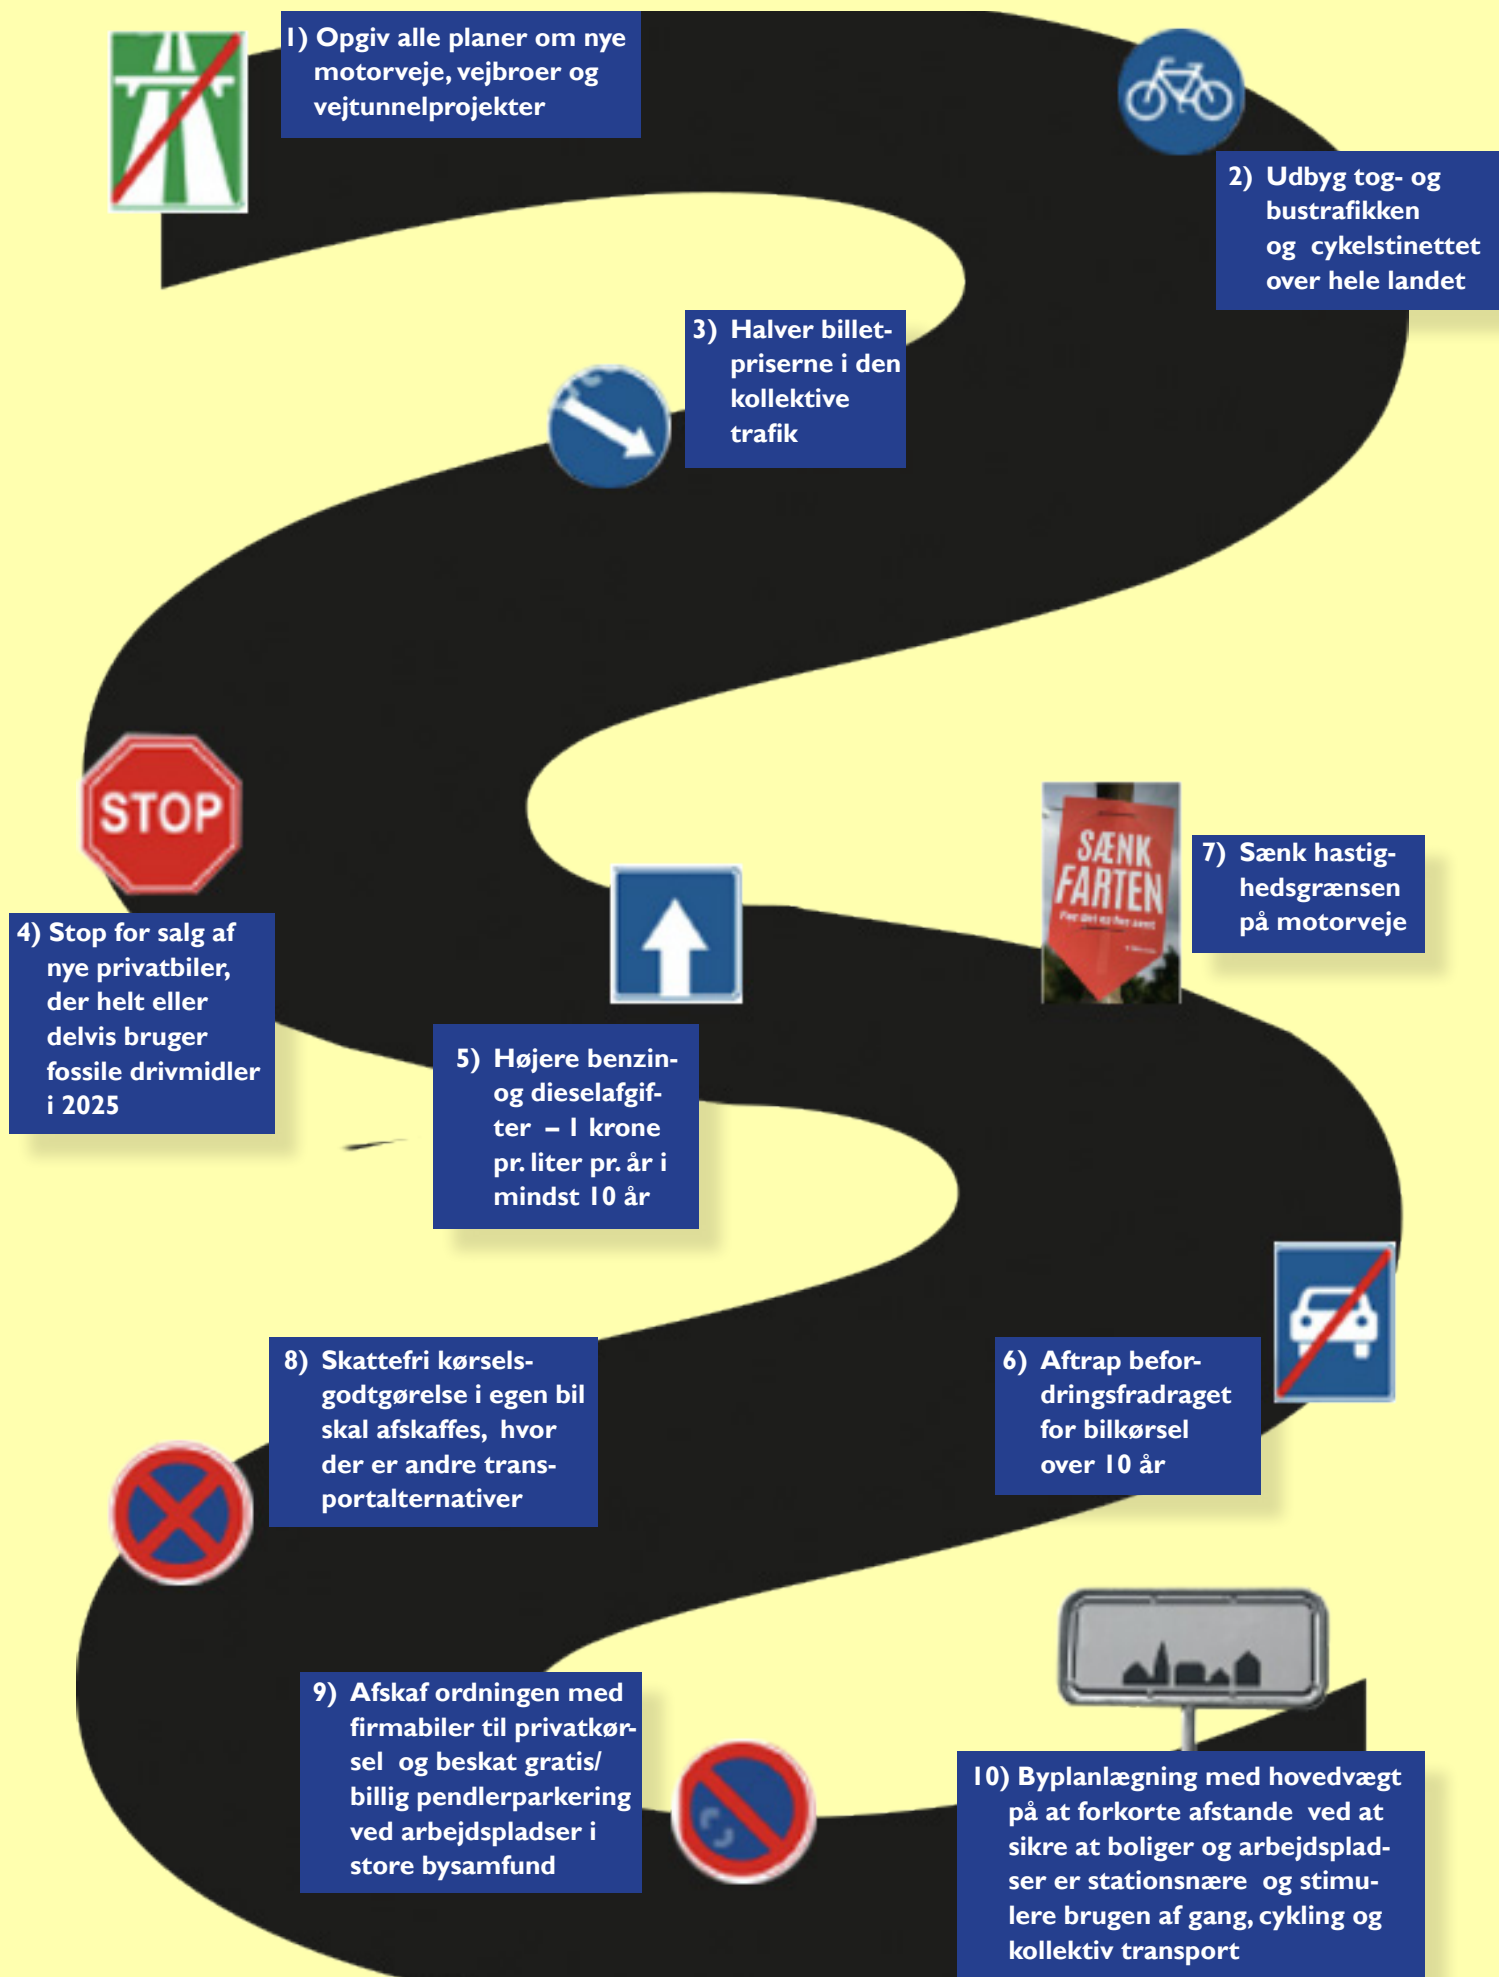 1) Opgiv alle planer om nye
motorveje, vejbroer og
vejtunnelprojekter
2) Udbyg tog- og
bustrafikken
og cykelstinettet
over hele landet
3) Halver billet-
priserne i den
kollektive
trafik
STOP
4) Stop for salg af
nye privatbiler,
der helt eller
delvis bruger
fossile drivmidler
i 2025
5) Højere benzin-
og dieselafgif-
ter – 1 krone
pr. liter pr. år i
mindst 10 år
6) Aftrap befor-
dringsfradraget
for bilkørsel
over 10 år
SÆNK
FARTEN
Før det er for sent
7) Sænk hastig-
hedsgrænsen
på motorveje
8) Skattefri kørsels-
godtgørelse i egen bil
skal afskaffes, hvor
der er andre trans-
portalternativer
9) Afskaf ordningen med
firmabiler til privatkør-
sel og beskat gratis/
billig pendlerparkering
ved arbejdspladser i
store bysamfund
10) Byplanlægning med hovedvægt
på at forkorte afstande ved at
sikre at boliger og arbejdsplad-
ser er stationsnære og stimu-
lere brugen af gang, cykling og
kollektiv transport